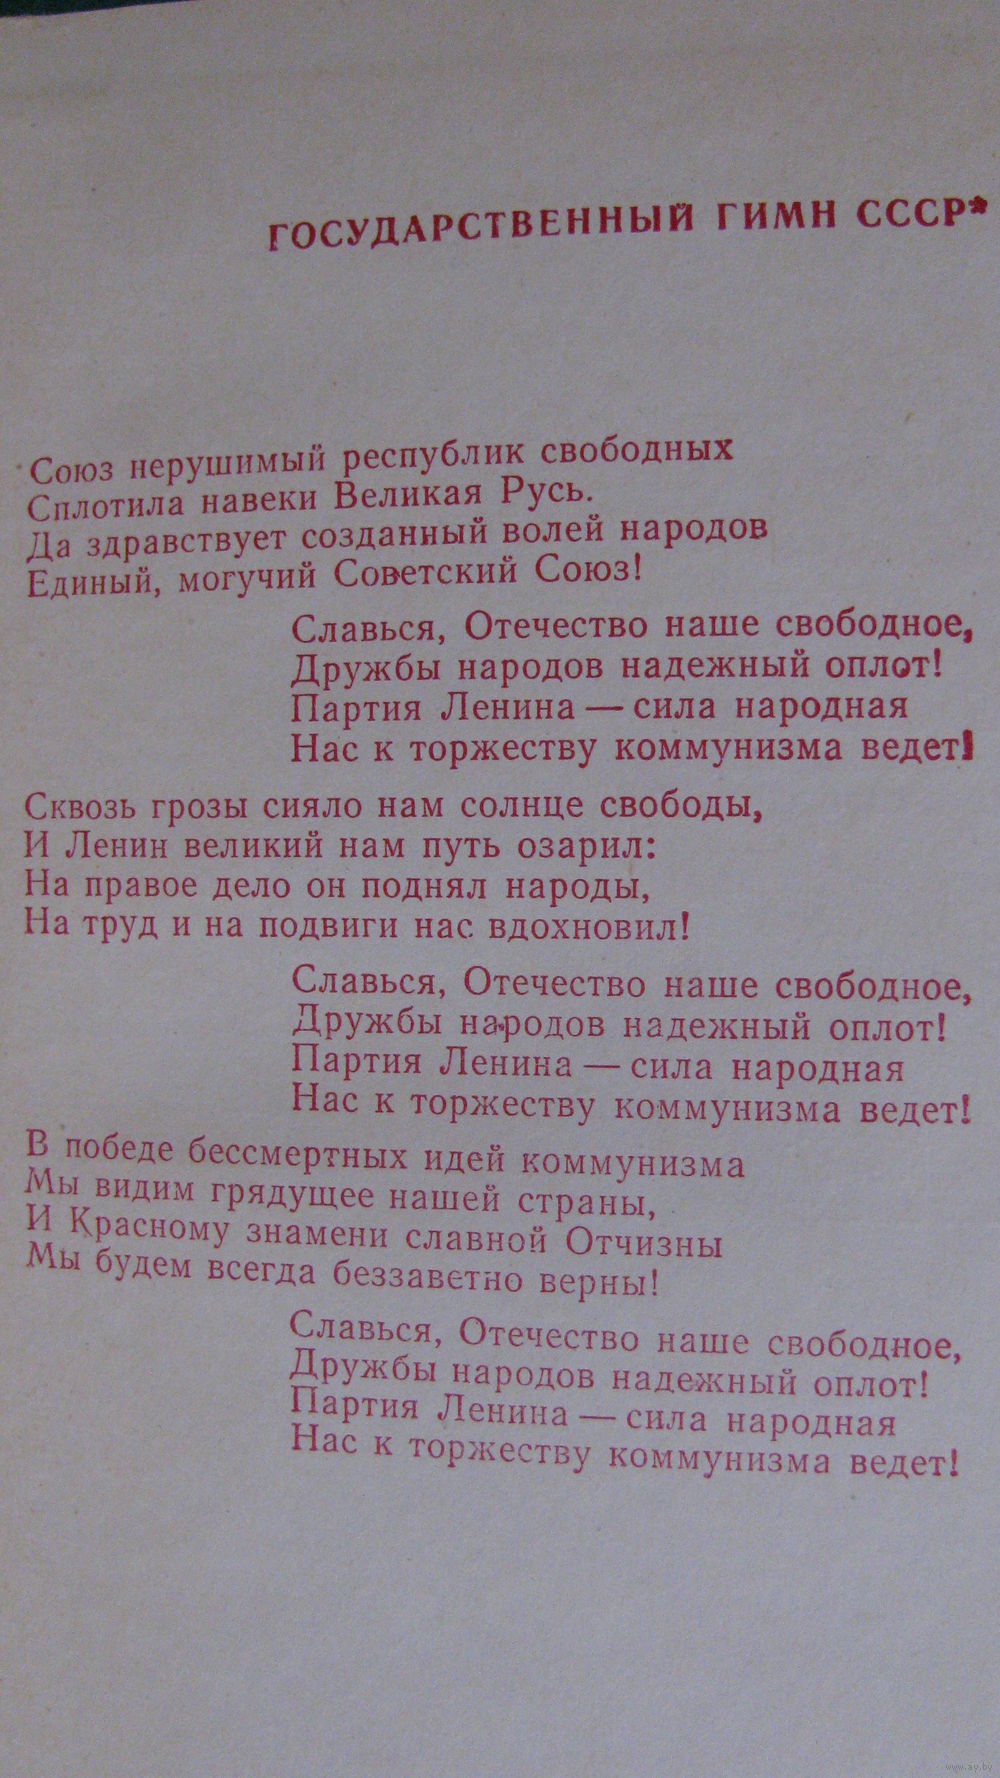 ГОСУДАРСТВЕННЫЙ ГИМН СССР*
Союз нерушимый республик свободных
Сплотила навеки Великая Русь.
Да здравствует созданный волей народов
Единый, могучий Советский Союз!
Славься, Отечество наше свободное,
Дружбы народов надежный оплот!
Партия Ленина — сила народная
Нас к торжеству коммунизма ведет!
Сквозь грозы сияло нам солнце свободы,
И Ленин великий нам путь озарил:
На правое дело он поднял народы,
На труд и на подвиги нас вдохновил!
Славься, Отечество наше свободное,
Дружбы народов надежный оплот!
Партия Ленина — сила народная
Нас к торжеству коммунизма ведет!
В победе бессмертных идей коммунизма
Мы видим грядущее нашей страны,
И Красному знамени славной Отчизны
Мы будем всегда беззаветно верны!
Славься, Отечество наше свободное,
Дружбы народов надежный оплот!
Партия Ленина — сила народная
Нас к торжеству коммунизма ведет!
www.ay.by